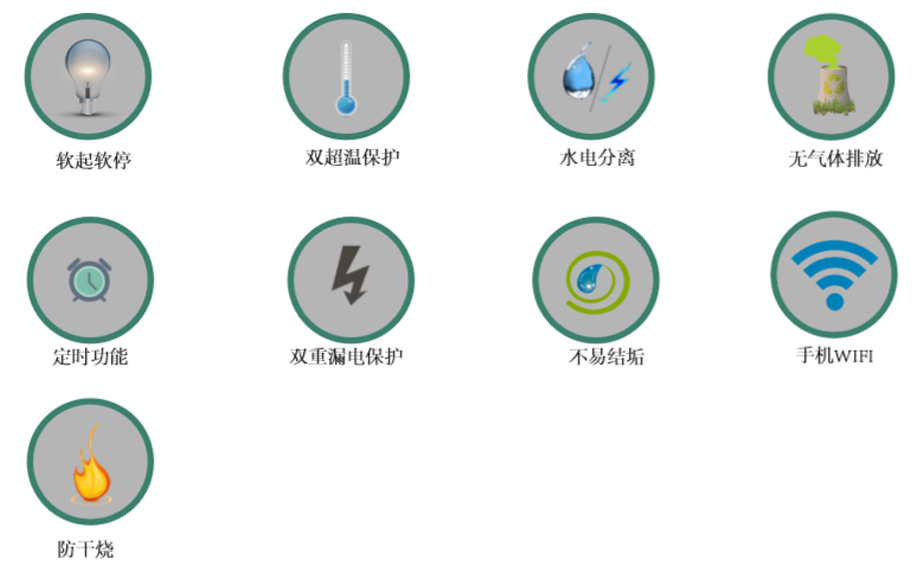 软起软停
双超温保护
水电分离
无气体排放
定时功能
双重漏电保护
不易结垢
手机WIFI
防干烧